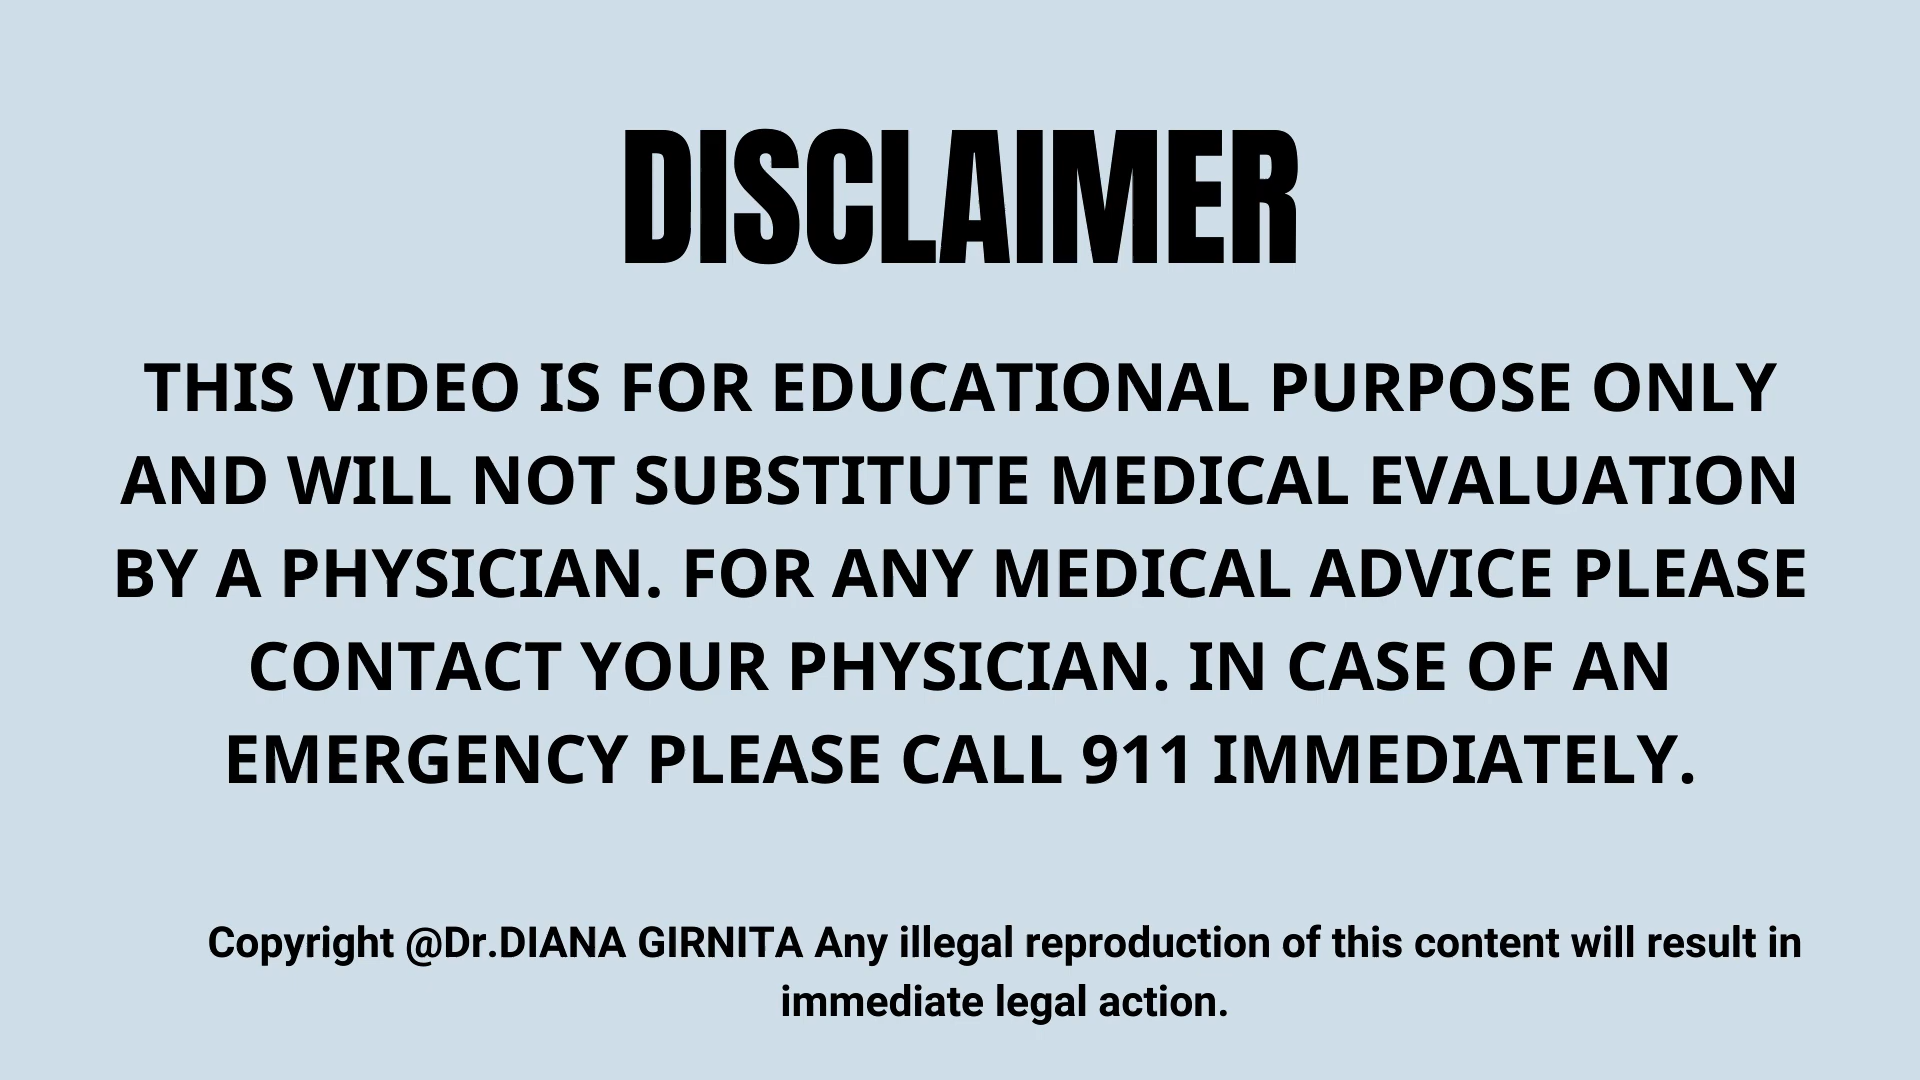 DISCLAIMER
THIS VIDEO IS FOR EDUCATIONAL PURPOSE ONLY
AND WILL NOT SUBSTITUTE MEDICAL EVALUATION
BY A PHYSICIAN. FOR ANY MEDICAL ADVICE PLEASE
CONTACT YOUR PHYSICIAN. IN CASE OF AN
EMERGENCY PLEASE CALL 911 IMMEDIATELY.
Copyright @Dr.DIANA GIRNITA Any illegal reproduction of this content will result in
immediate legal action.